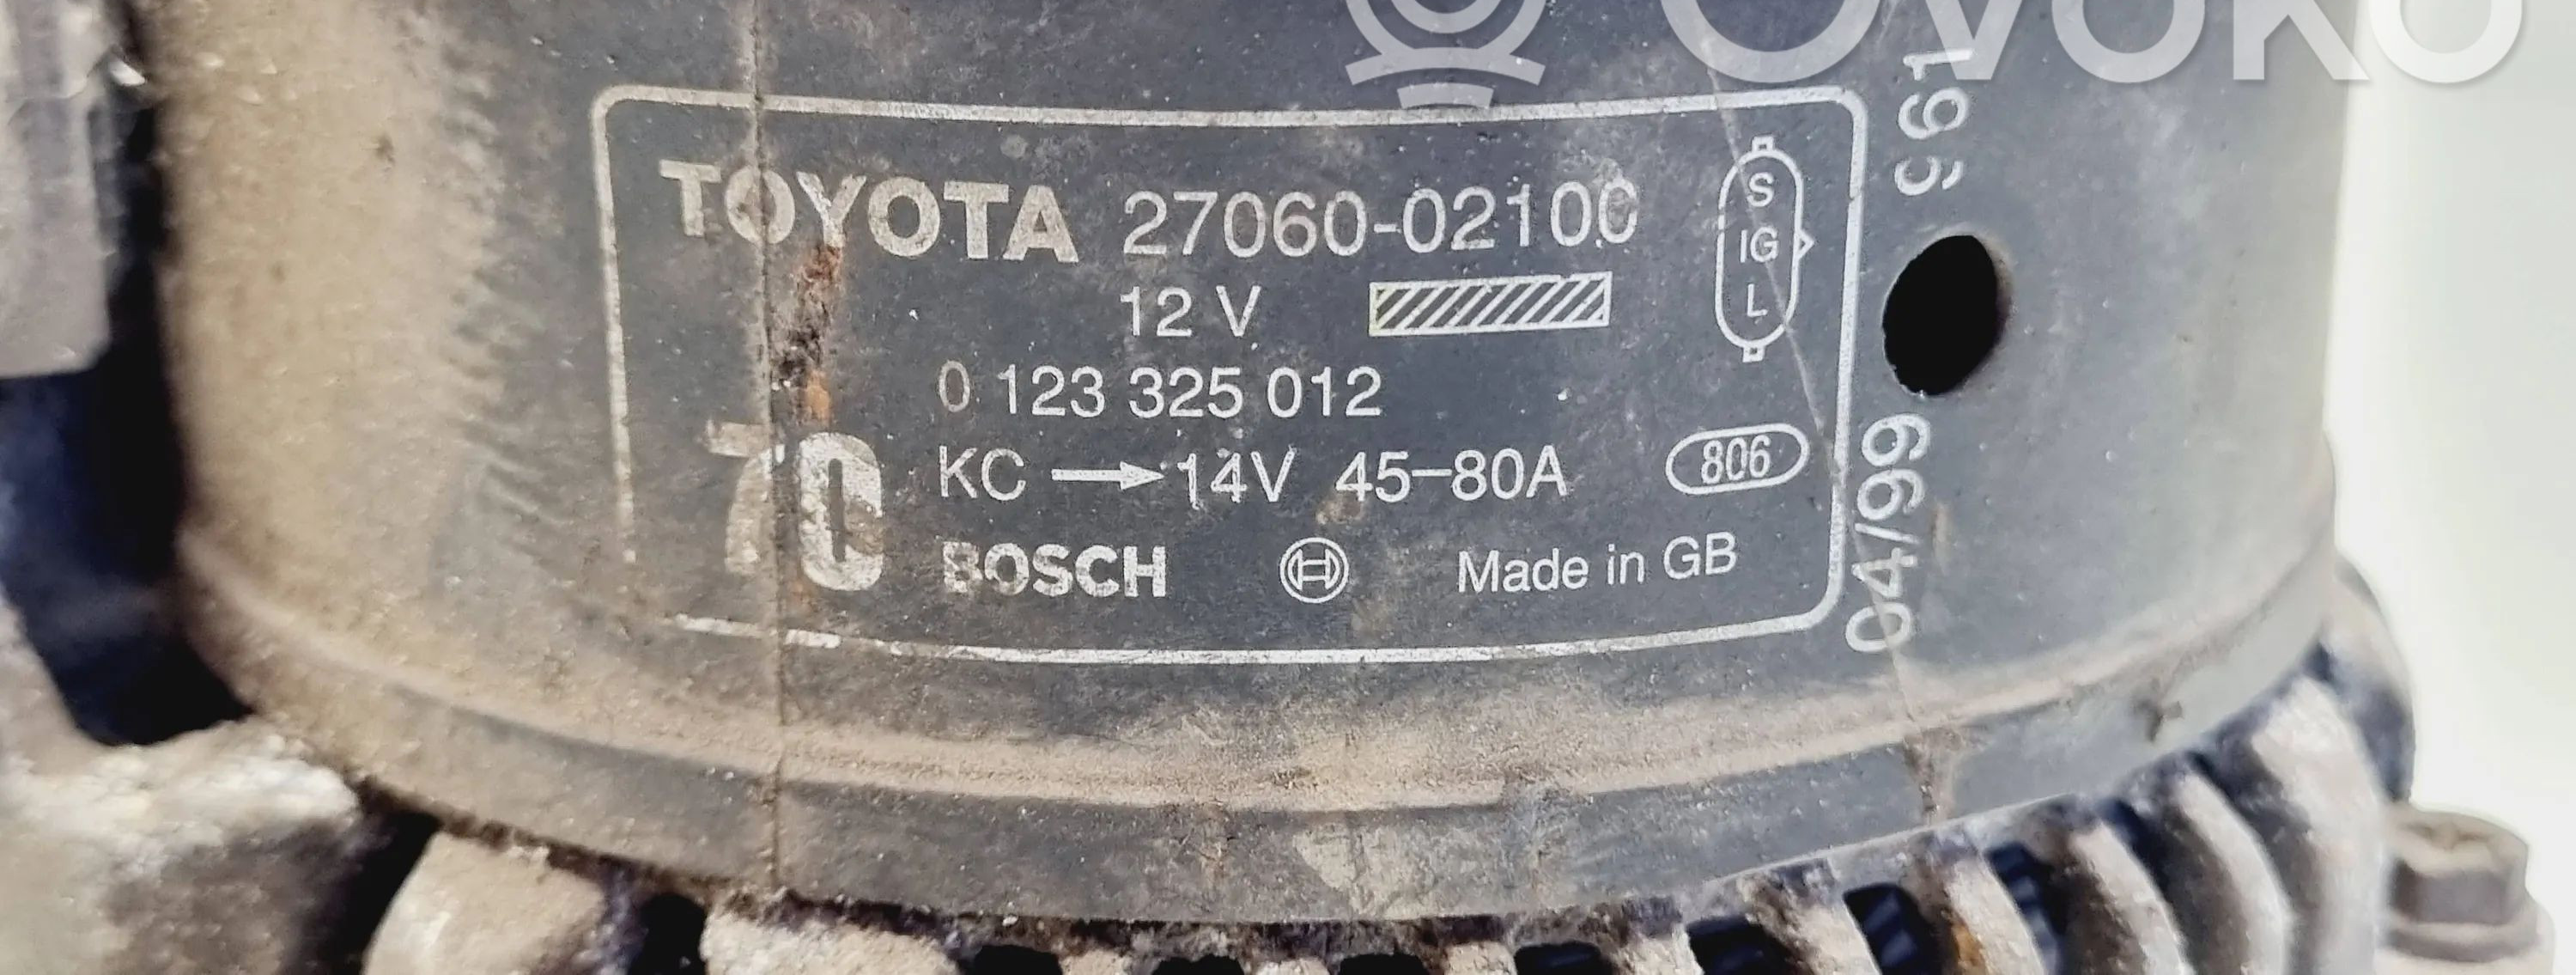 OVOKO
TOYOTA 27060-02100
12 V
S
IG
L
0 123 325 012
70
KC → 14V 45-80A
806
BOSCH
Made in GB
04/99